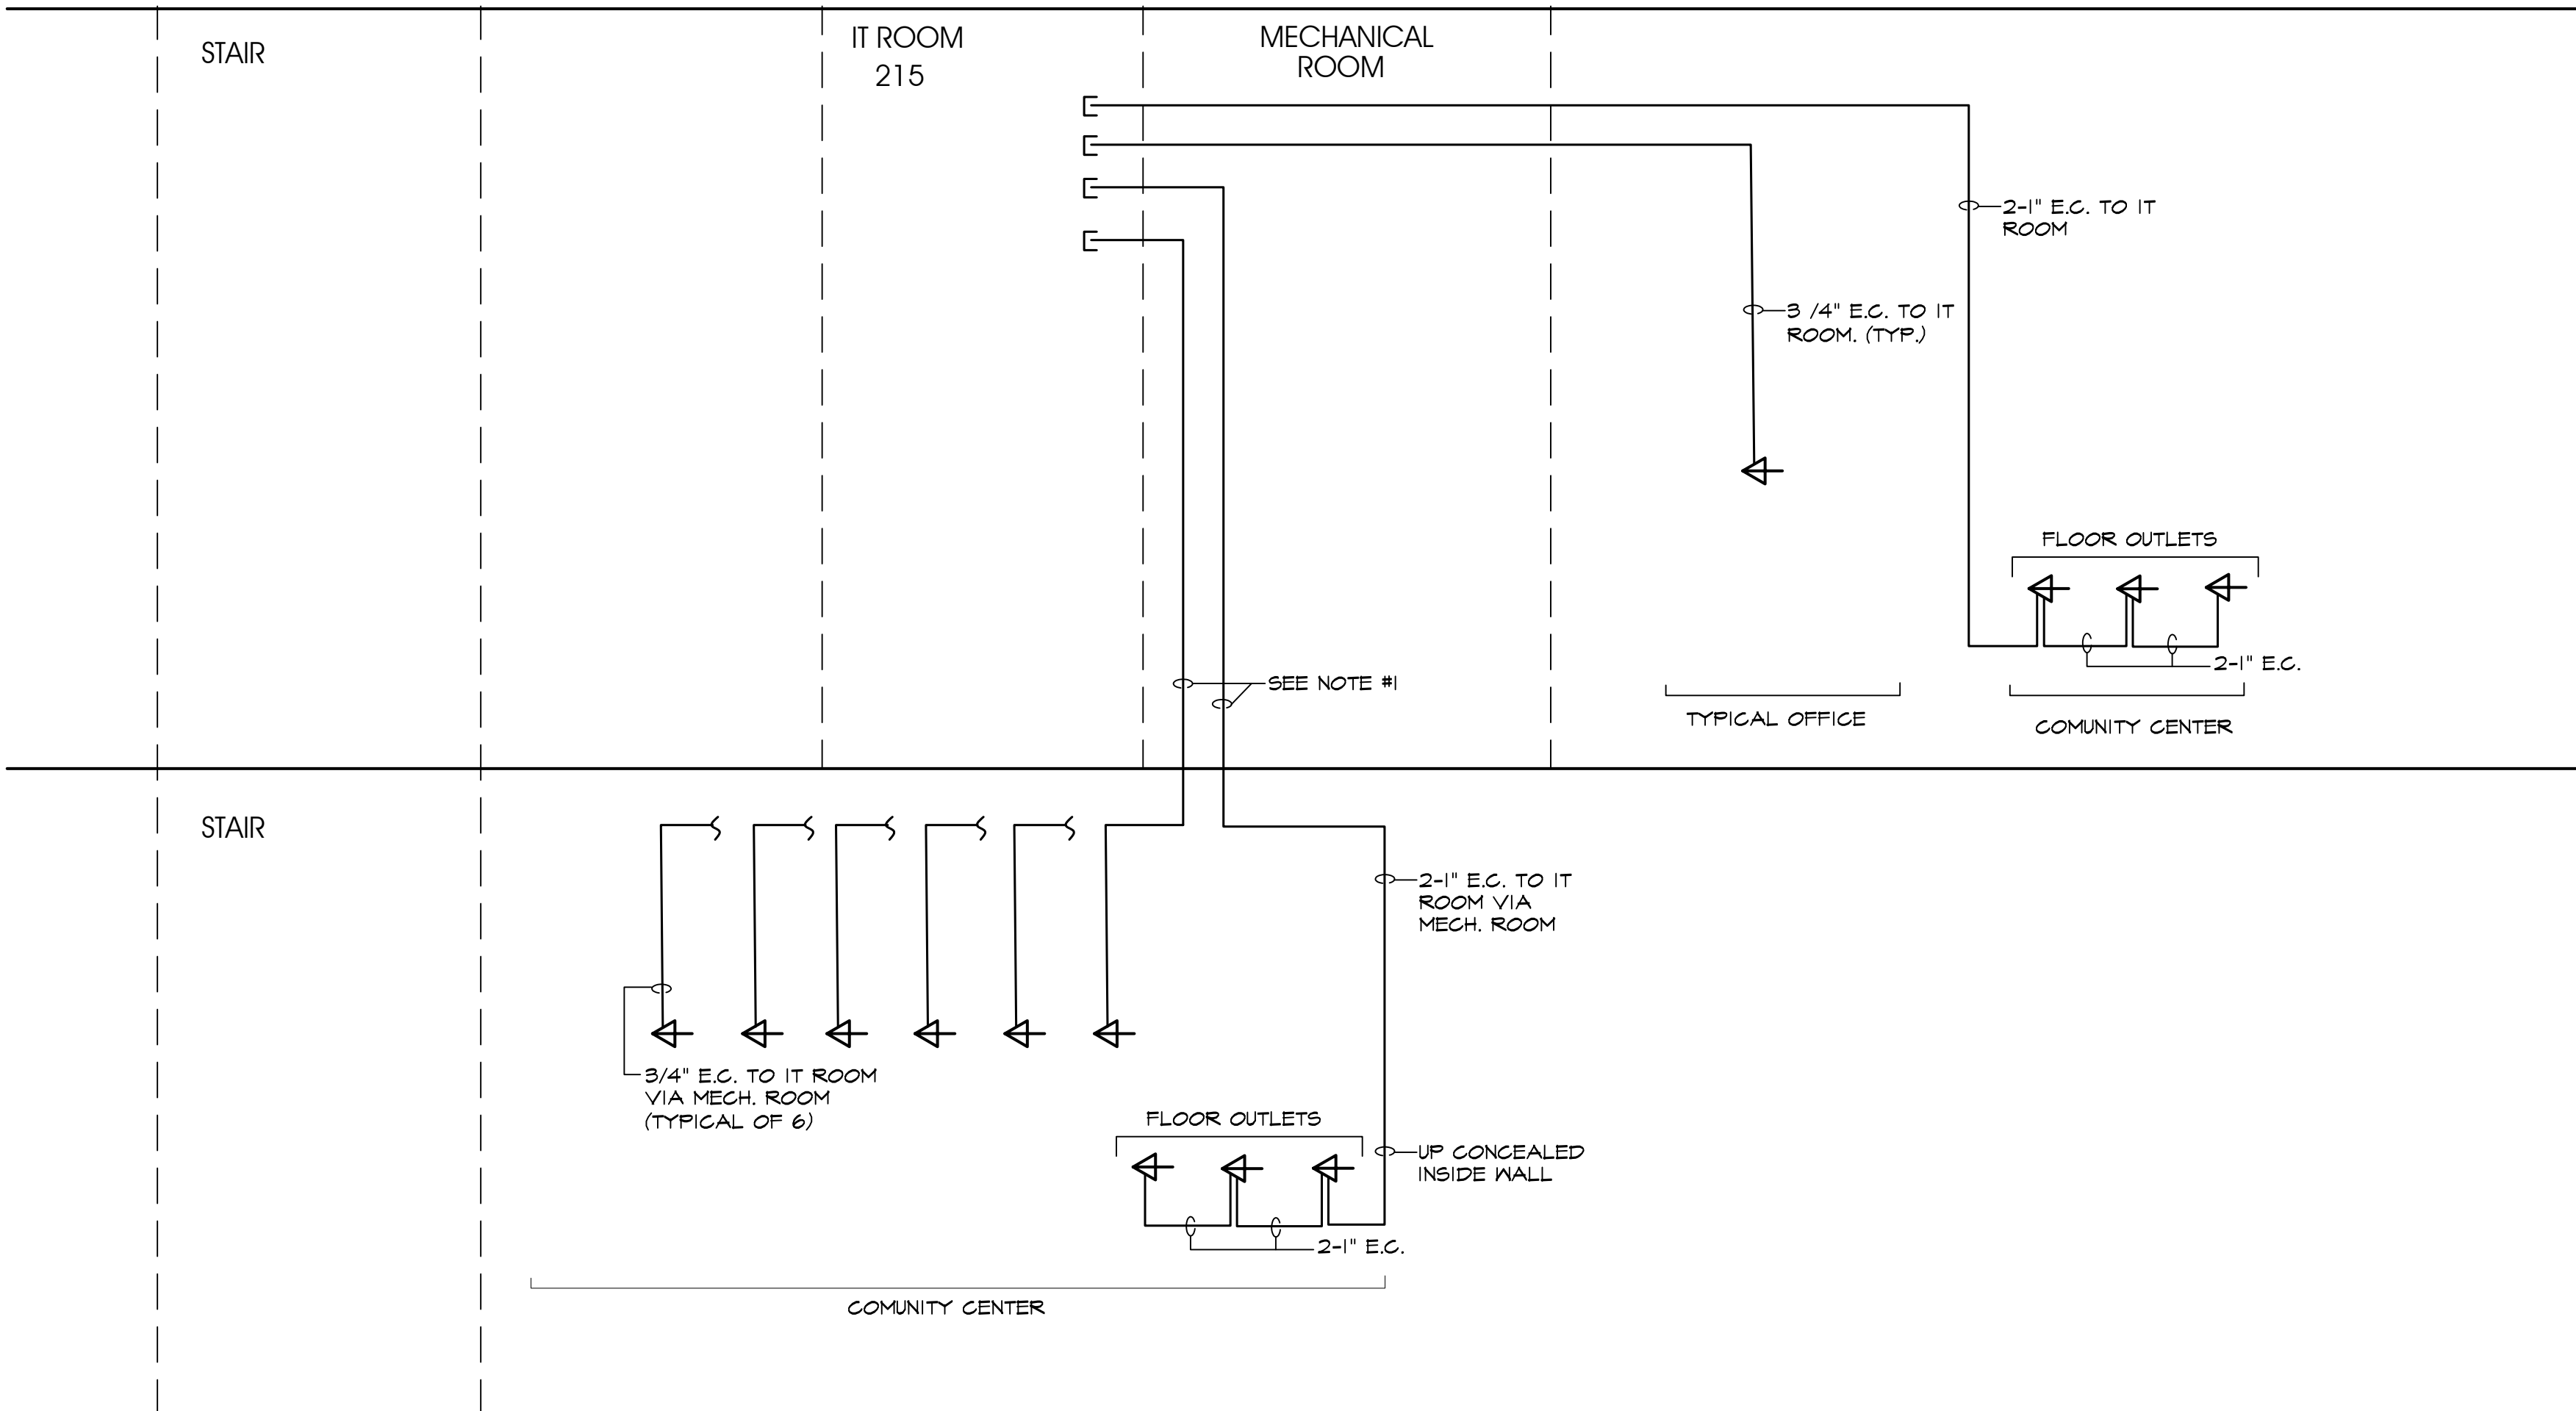 STAIR
IT ROOM
215
MECHANICAL
ROOM
2-1" E.C. TO IT
ROOM
3 /4" E.C. TO IT
ROOM. (TYP.)
FLOOR OUTLETS
2-1" E.C.
SEE NOTE #1
TYPICAL OFFICE
COMUNITY CENTER
STAIR
2-1" E.C. TO IT
ROOM VIA
MECH. ROOM
3/4" E.C. TO IT ROOM
VIA MECH. ROOM
(TYPICAL OF 6)
FLOOR OUTLETS
UP CONCEALED
INSIDE WALL
2-1" E.C.
COMUNITY CENTER